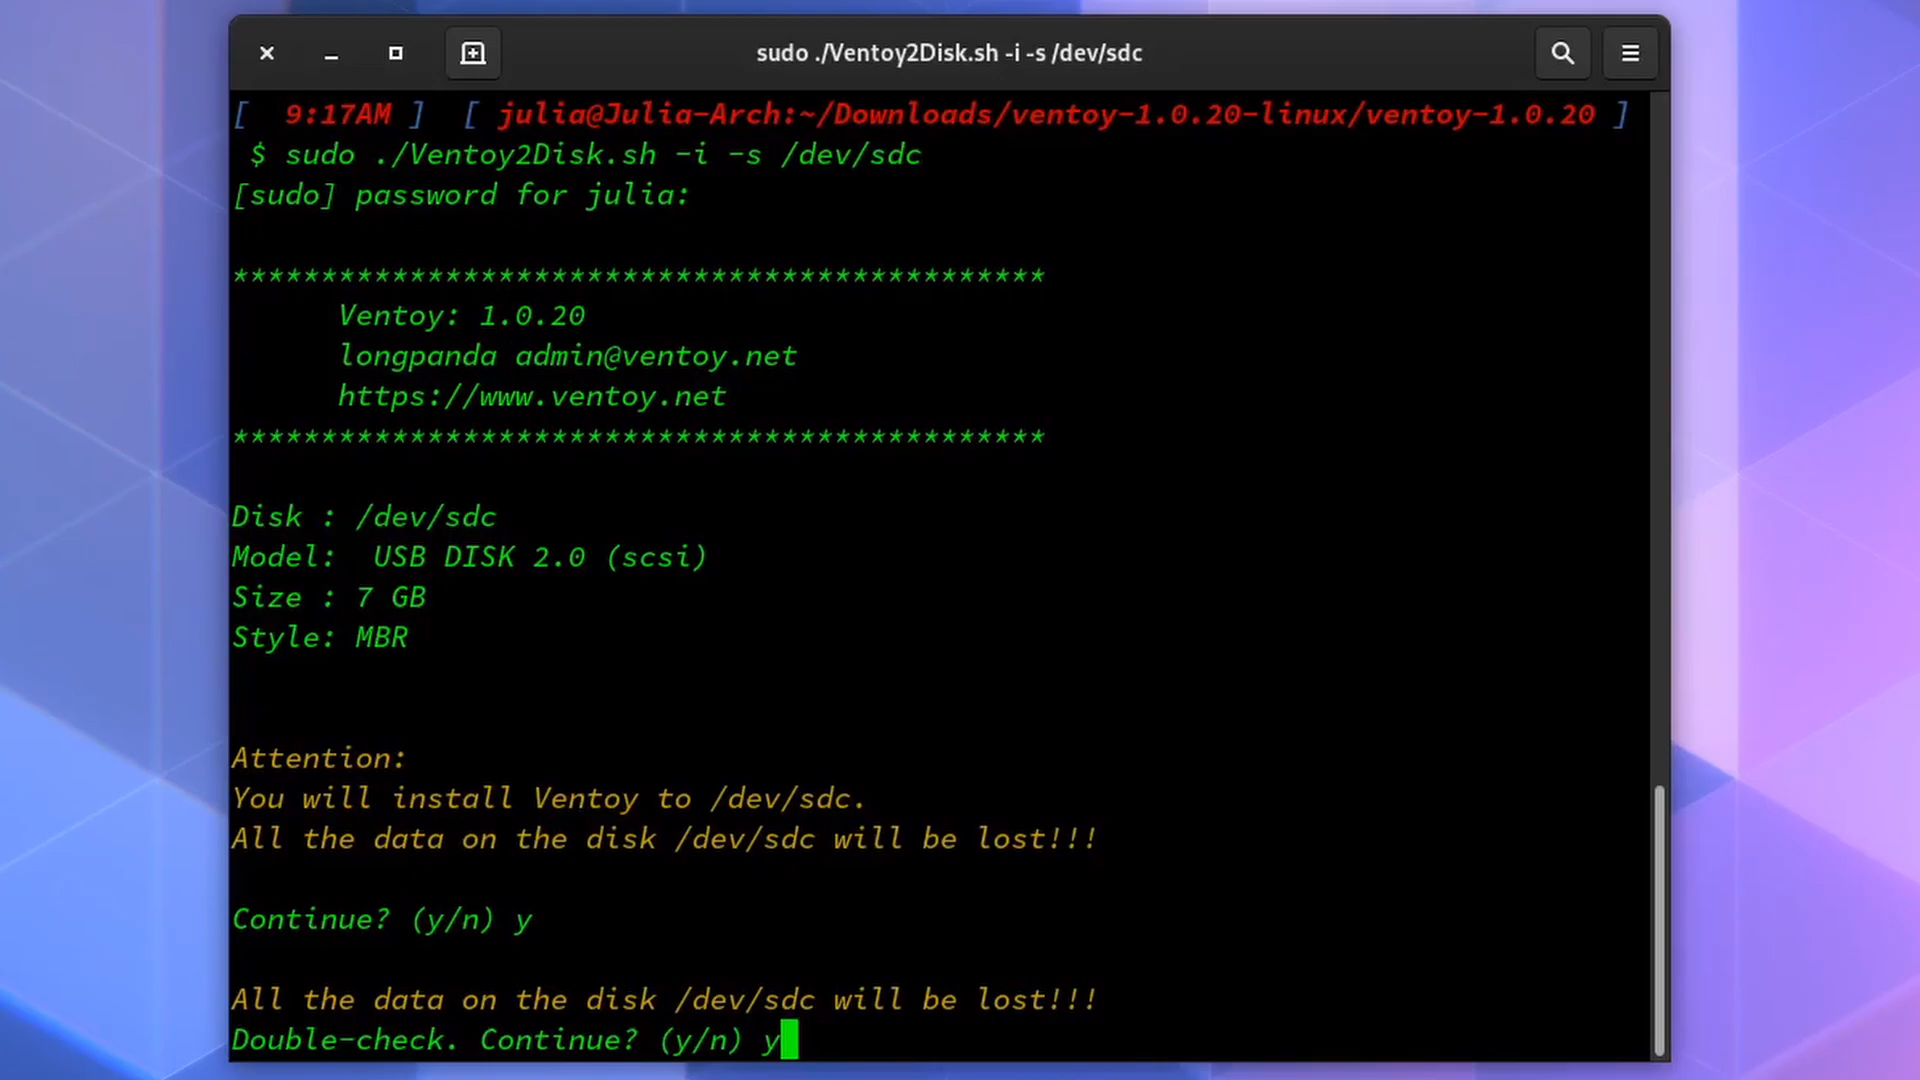 sudo ./Ventoy2Disk.sh -i -s /dev/sdc
[ 9:17AM ] [ julia@Julia-Arch:~/Downloads/ventoy-1.0.20-linux/ventoy-1.0.20 ]
$ sudo ./Ventoy2Disk.sh -i -s /dev/sdc
[sudo] password for julia:
**********************************************
Ventoy: 1.0.20
longpanda admin@ventoy.net
https://www.ventoy.net
**********************************************
Disk : /dev/sdc
Model: USB DISK 2.0 (scsi)
Size : 7 GB
Style: MBR
Attention:
You will install Ventoy to /dev/sdc.
All the data on the disk /dev/sdc will be lost!!!
Continue? (y/n) y
All the data on the disk /dev/sdc will be lost!!!
Double-check. Continue? (y/n) y